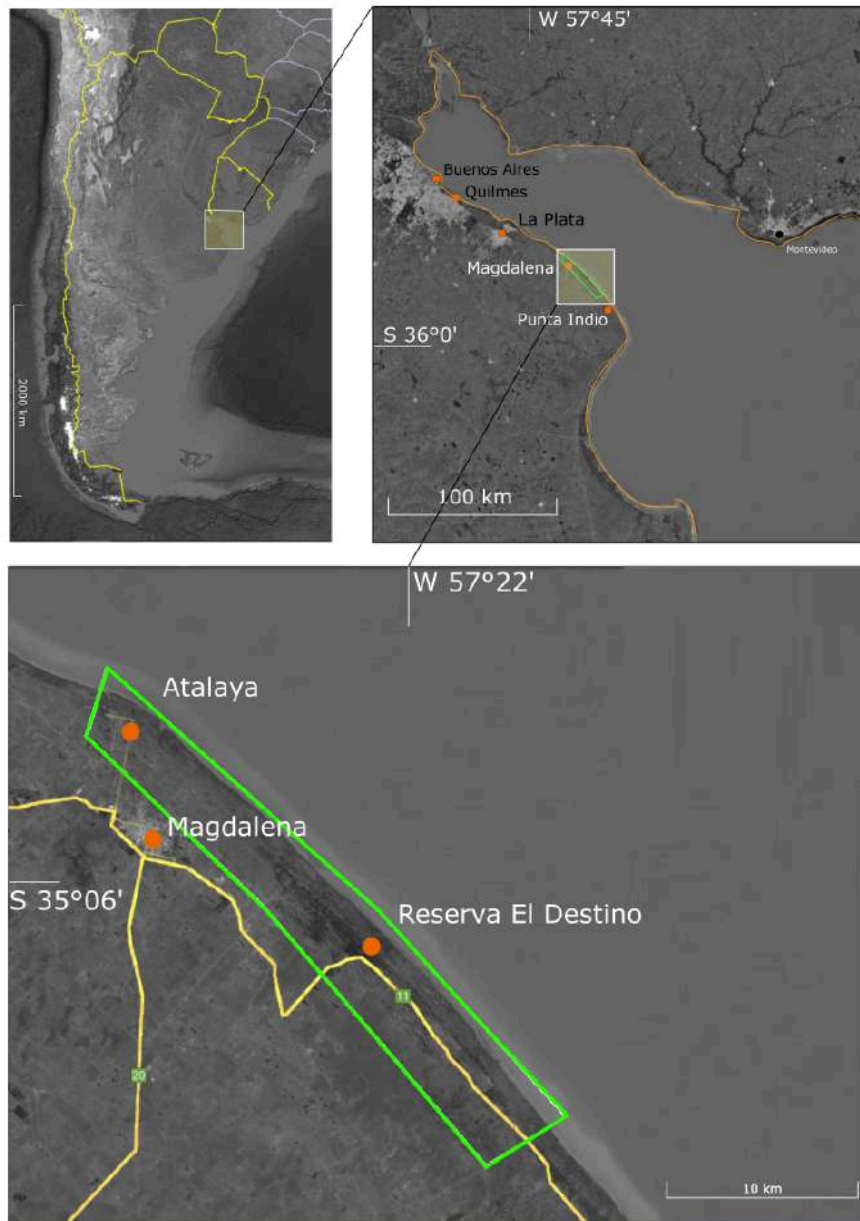 2000 km
W 57°45'
Buenos Aires
Quilmes
La Plata
Montevideo
Magdalena
Punta Indio
S 36°0'
100 km
W 57°22'
Atalaya
Magdalena
S 35°06'
Reserva El Destino
11
20
10 km